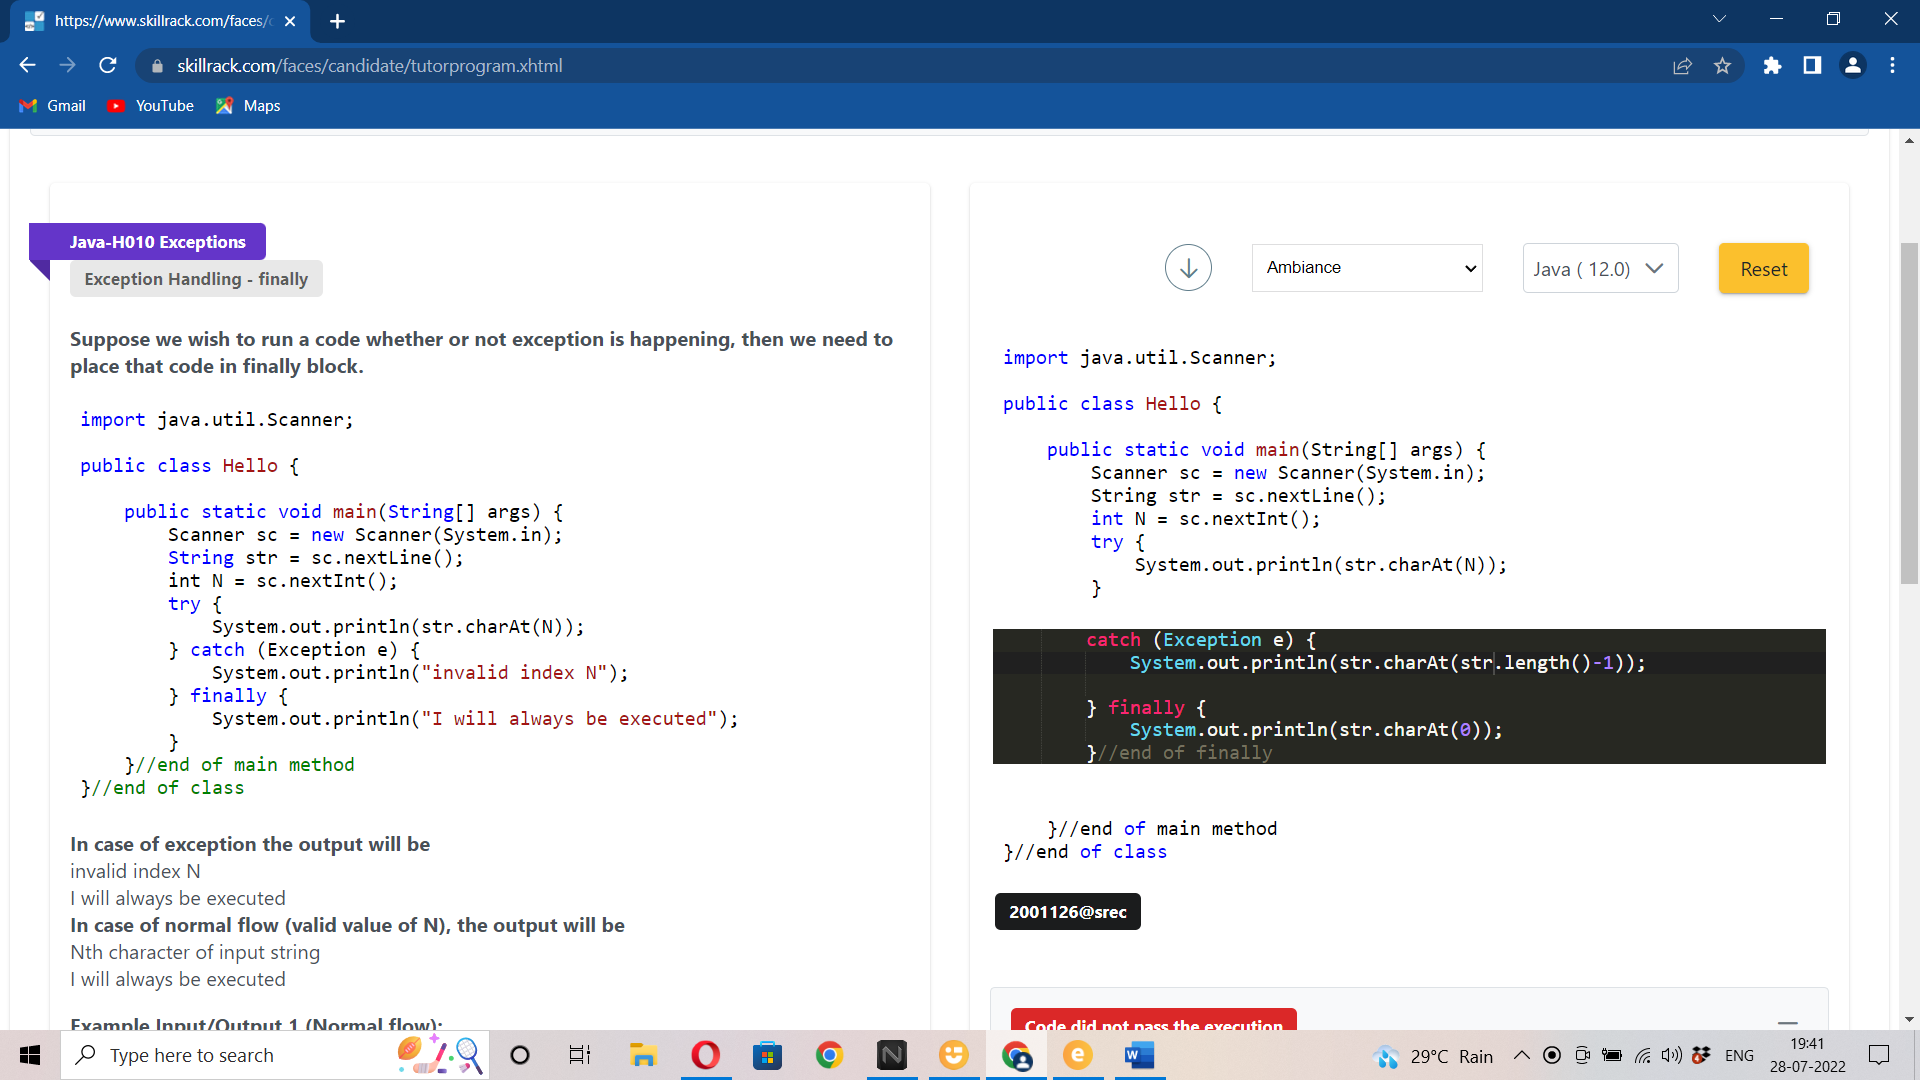 https://www.skillrack.com/faces/c
skillrack.com/faces/candidate/tutorprogram.xhtml
Gmail
YouTube
Maps
Java-H010 Exceptions
Exception Handling - finally
Suppose we wish to run a code whether or not exception is happening, then we need to
place that code in finally block.
import java.util.Scanner;
public class Hello {
public static void main(String[] args) {
Scanner sc = new Scanner(System.in);
String str = sc.nextLine();
int N = sc.nextInt();
try {
System.out.println(str.charAt(N));
} catch (Exception e) {
System.out.println("invalid index N");
} finally {
System.out.println("I will always be executed");
}
}//end of main method
}//end of class
In case of exception the output will be
invalid index N
I will always be executed
In case of normal flow (valid value of N), the output will be
Nth character of input string
I will always be executed
Example Input/Output 1 (Normal flow):
Ambiance
Java ( 12.0)
Reset
import java.util.Scanner;
public class Hello {
public static void main(String[] args) {
Scanner sc = new Scanner(System.in);
String str = sc.nextLine();
int N = sc.nextInt();
try {
System.out.println(str.charAt(N));
}
catch (Exception e) {
System.out.println(str.charAt(str.length()-1));
} finally {
System.out.println(str.charAt(0));
}//end of finally
}//end of main method
}//end of class
2001126@srec
Code did not pass the execution
Type here to search
29°C Rain
ENG
19:41
28-07-2022